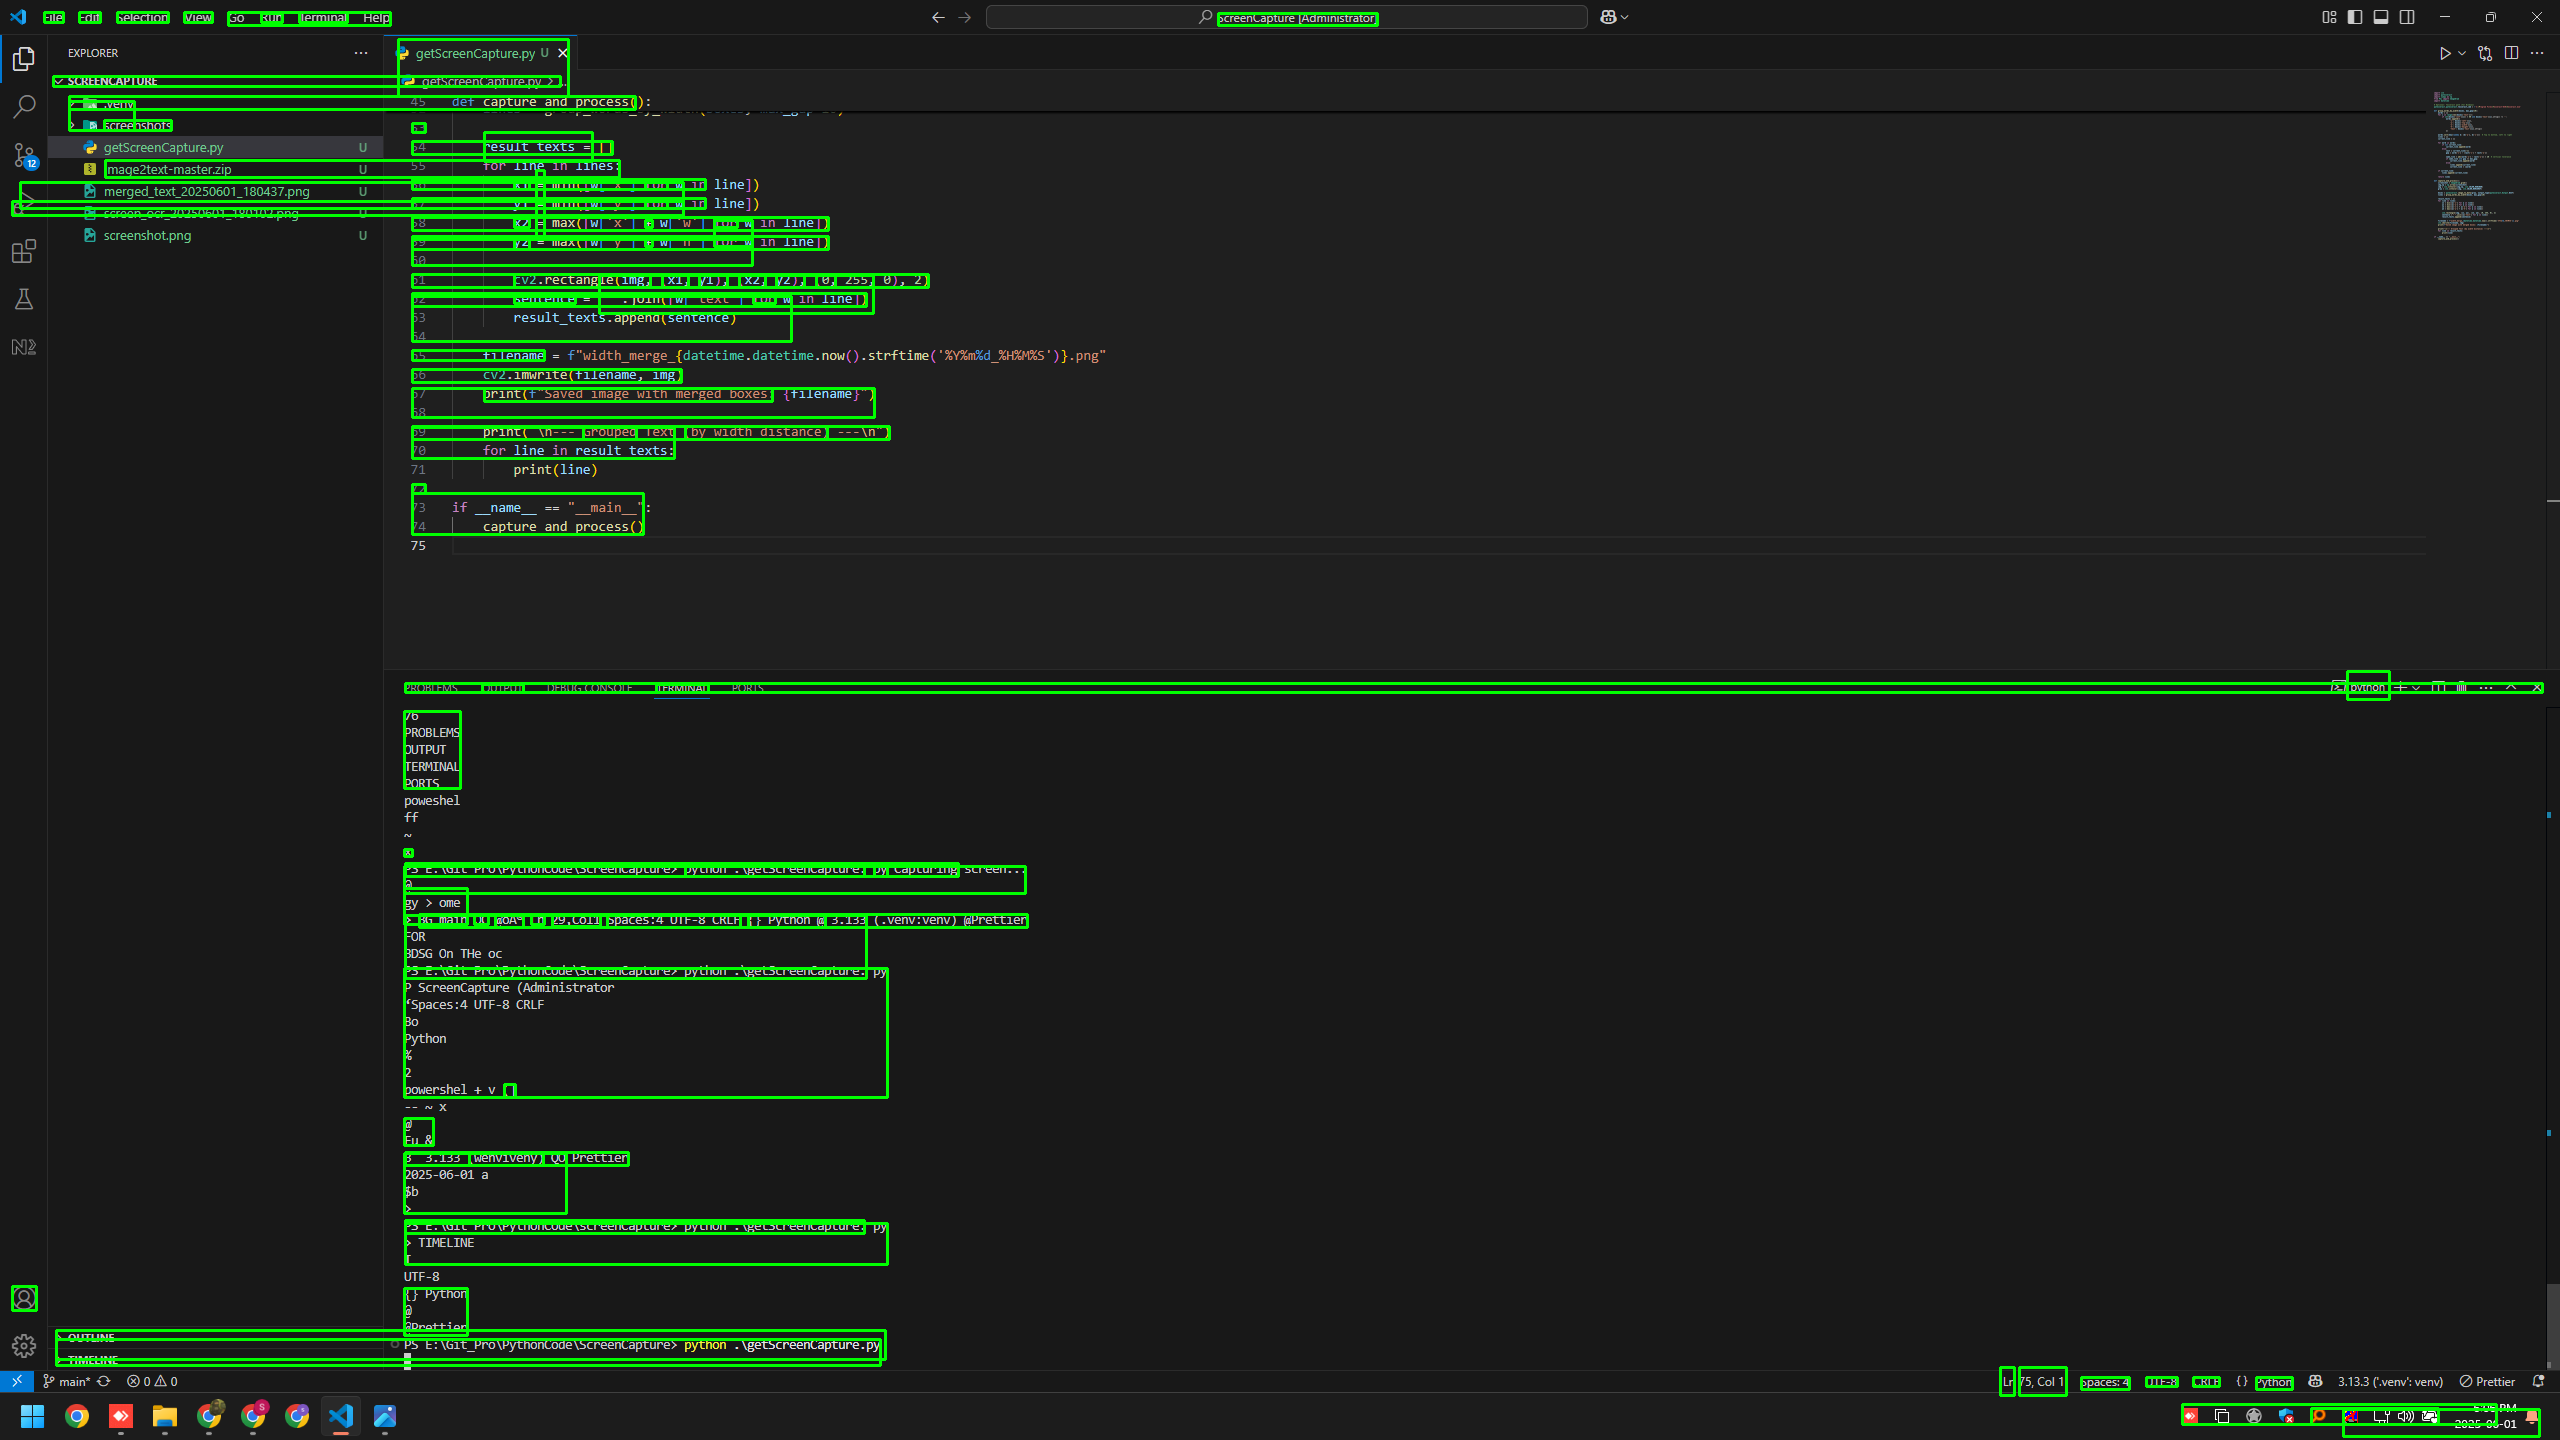 File Edit Selection View Go Run Terminal Help
ScreenCapture [Administrator]
EXPLORER
SCREENCAPTURE
.venv
screenshots
getScreenCapture.py U
mage2text-master.zip U
merged_text_20250601_180437.png U
screen_ocr_20250601_180102.png U
screenshot.png U
OUTLINE
TIMELINE
getScreenCapture.py U
getScreenCapture.py > ...
45 def capture_and_process():
53
54 result_texts = []
55 for line in lines:
56 x1 = min([w['x'] for w in line])
57 y1 = min([w['y'] for w in line])
58 x2 = max([w['x'] + w['w'] for w in line])
59 y2 = max([w['y'] + w['h'] for w in line])
60
61 cv2.rectangle(img, (x1, y1), (x2, y2), (0, 255, 0), 2)
62 sentence = " ".join([w['text'] for w in line])
63 result_texts.append(sentence)
64
65 filename = f"width_merge_{datetime.datetime.now().strftime('%Y%m%d_%H%M%S')}.png"
66 cv2.imwrite(filename, img)
67 print(f"Saved image with merged boxes: {filename}")
68
69 print("\n--- Grouped Text (by width distance) ---\n")
70 for line in result_texts:
71 print(line)
72
73 if __name__ == "__main__":
74 capture_and_process()
75
PROBLEMS OUTPUT DEBUG CONSOLE TERMINAL PORTS
python
76
PROBLEMS
OUTPUT
TERMINAL
PORTS
poweshel
ff
~
PS E:\Git_Pro\PythonCode\ScreenCapture> python .\getScreenCapture. py Capturing screen...
@
gy > ome
> BG main OO @oA® Ln 29,Col1 Spaces:4 UTF-8 CRLF {} Python @ 3.133 (.venv:venv) @Prettier
FOR
BDSG On THe oc
PS E:\Git_Pro\PythonCode\ScreenCapture> python .\getScreenCapture. py
P ScreenCapture (Administrator
‘Spaces:4 UTF-8 CRLF
Bo
Python
%
2
powershel + v []
-- ~ x
@
Fu &
B 3.133 (wenviveny) QO Prettier
2025-06-01 a
$b
>
PS E:\Git_Pro\PythonCode\screenCapture> python .\getScreenCapture. py
> TIMELINE
UTF-8
{} Python
@
@Prettier
PS E:\Git_Pro\PythonCode\ScreenCapture> python .\getScreenCapture.py
main* 0 0
Ln 75, Col 1 Spaces: 4 UTF-8 CRLF {} Python 3.13.3 ('.venv': venv) Prettier
PM
2025-06-01